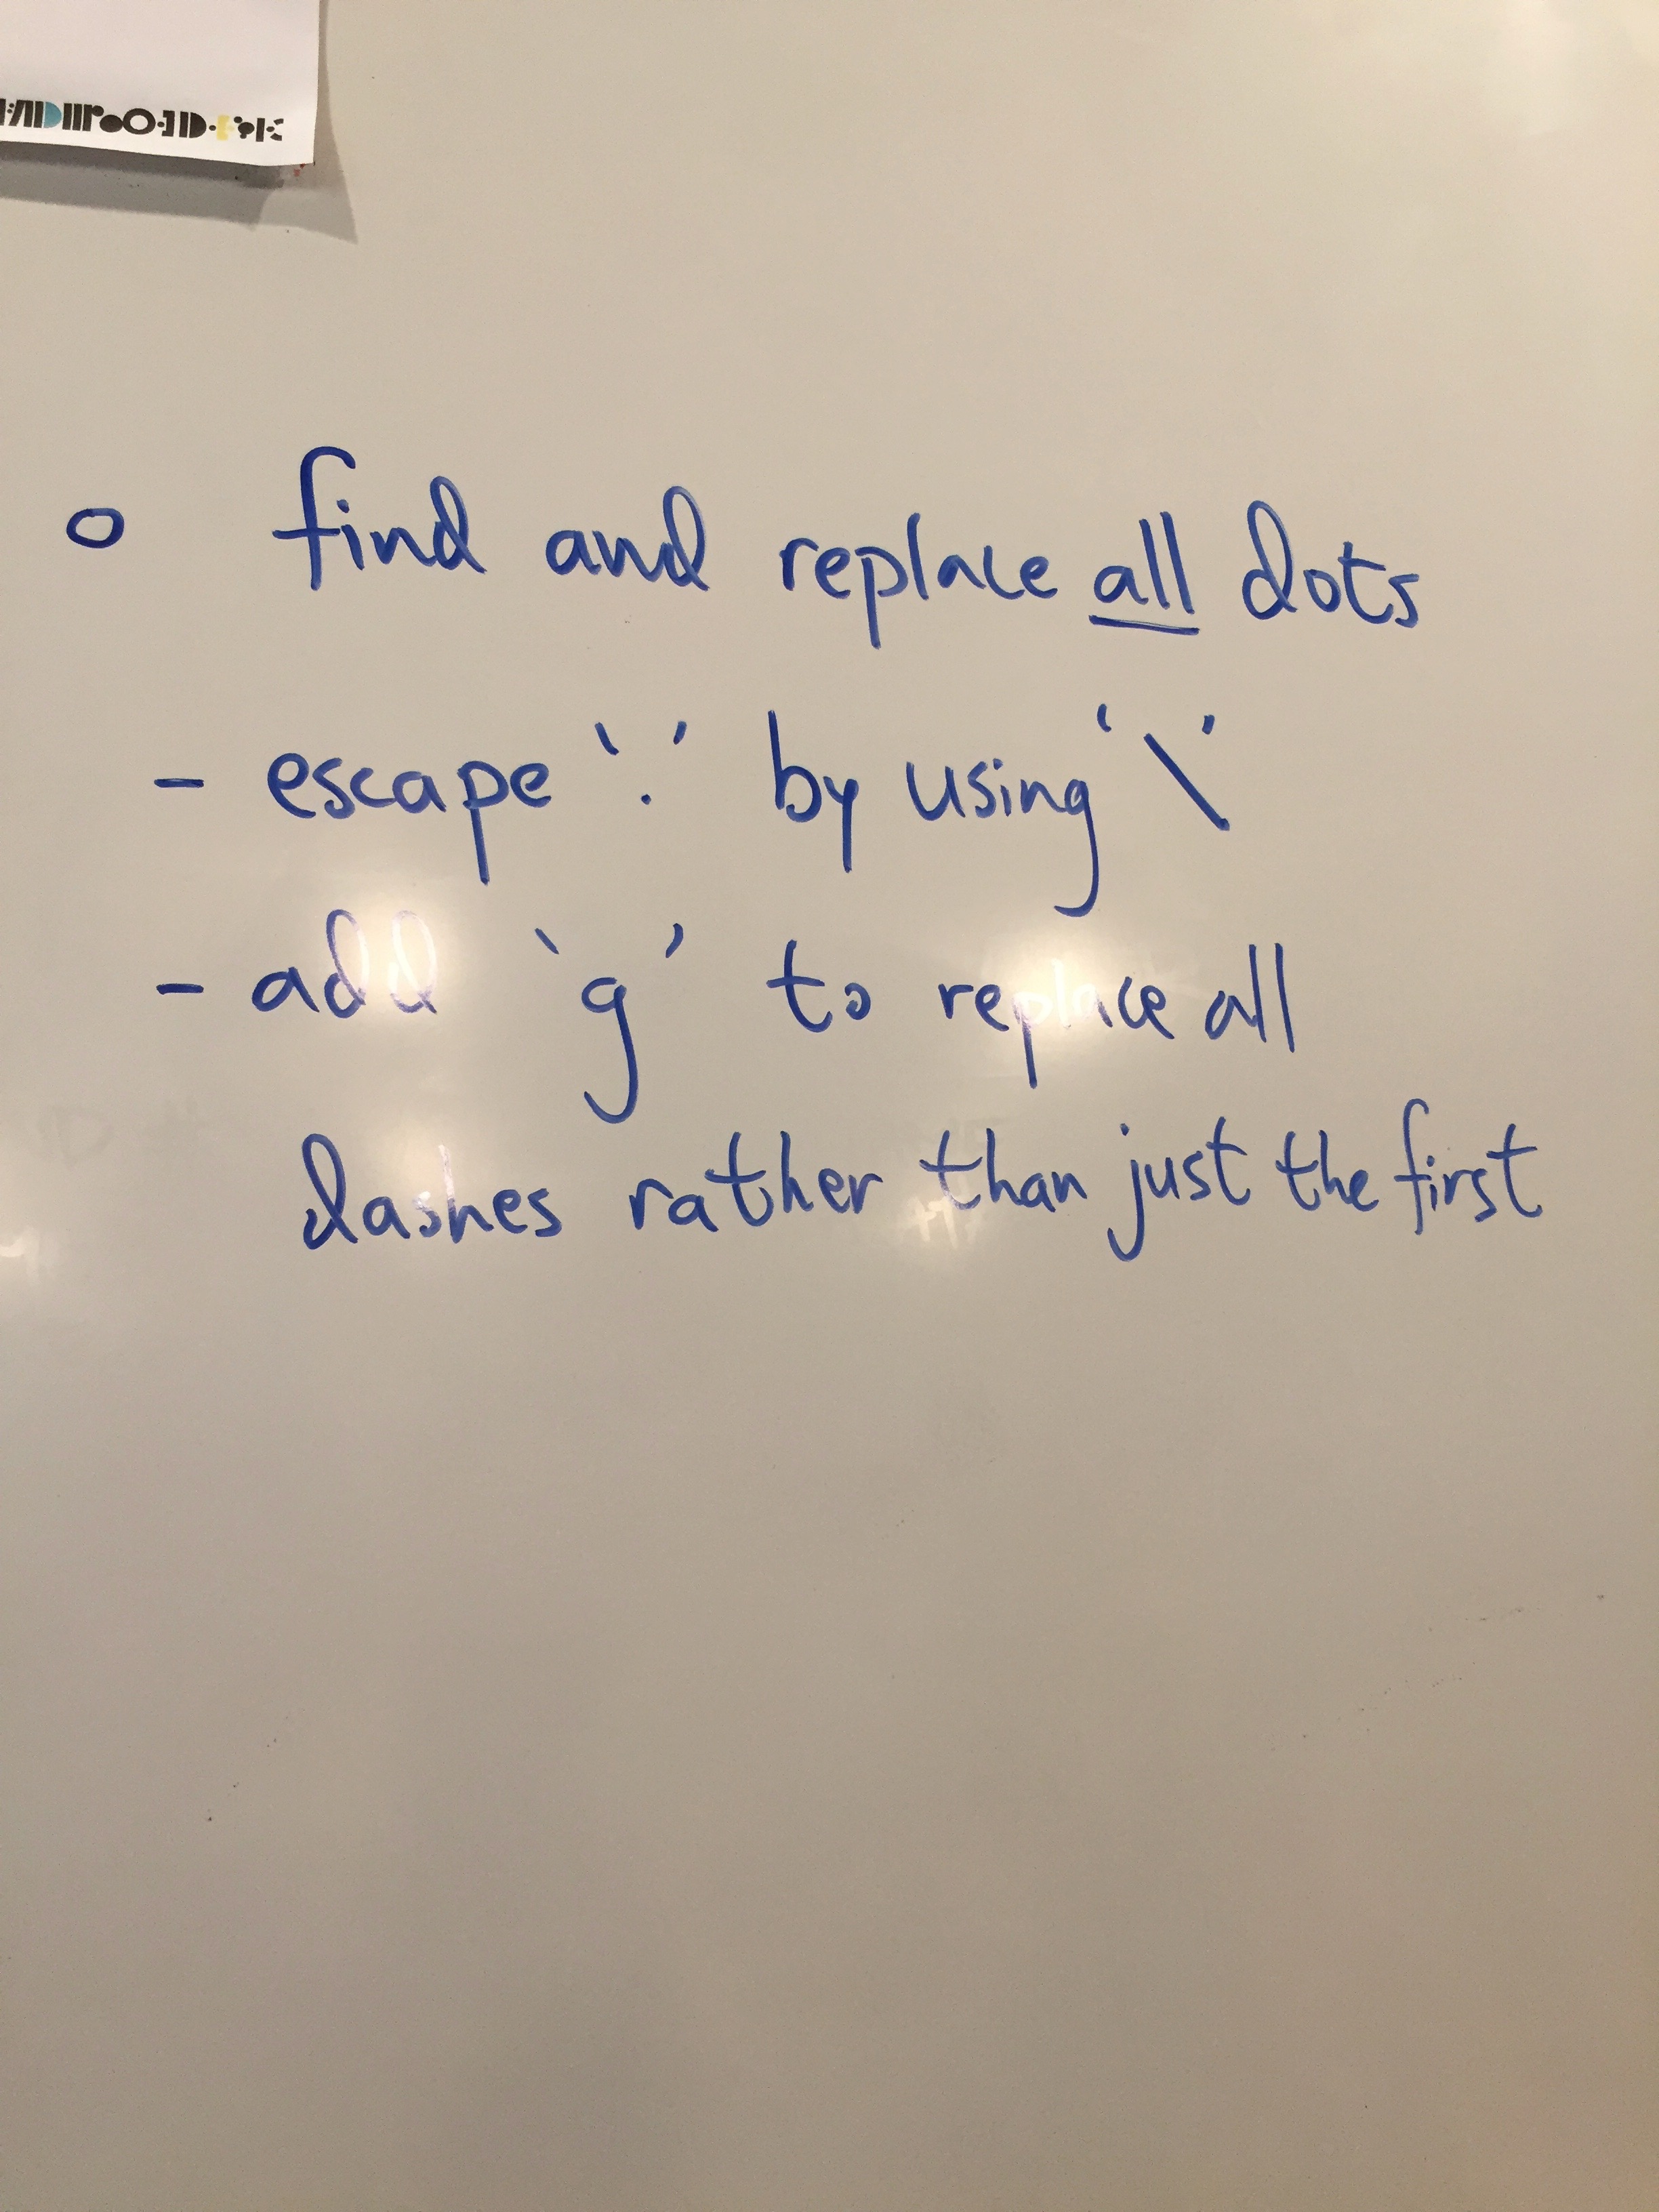 o find and replace all dots
- escape '.' by using '\'
- add 'g' to replace all
dashes rather than just the first